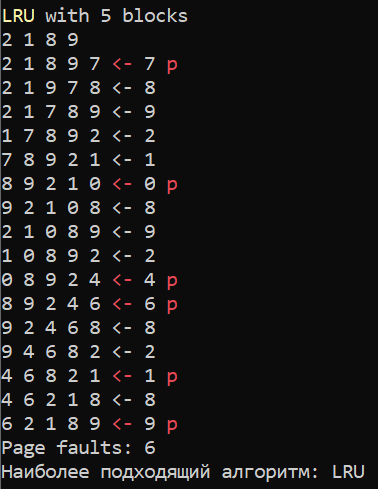 LRU with 5 blocks
2 1 8 9
2 1 8 9 7 <- 7 p
2 1 9 7 8 <- 8
2 1 7 8 9 <- 9
1 7 8 9 2 <- 2
7 8 9 2 1 <- 1
8 9 2 1 0 <- 0 p
9 2 1 0 8 <- 8
2 1 0 8 9 <- 9
1 0 8 9 2 <- 2
0 8 9 2 4 <- 4 p
8 9 2 4 6 <- 6 p
9 2 4 6 8 <- 8
9 4 6 8 2 <- 2
4 6 8 2 1 <- 1 p
4 6 2 1 8 <- 8
6 2 1 8 9 <- 9 p
Page faults: 6
Наиболее подходящий алгоритм: LRU